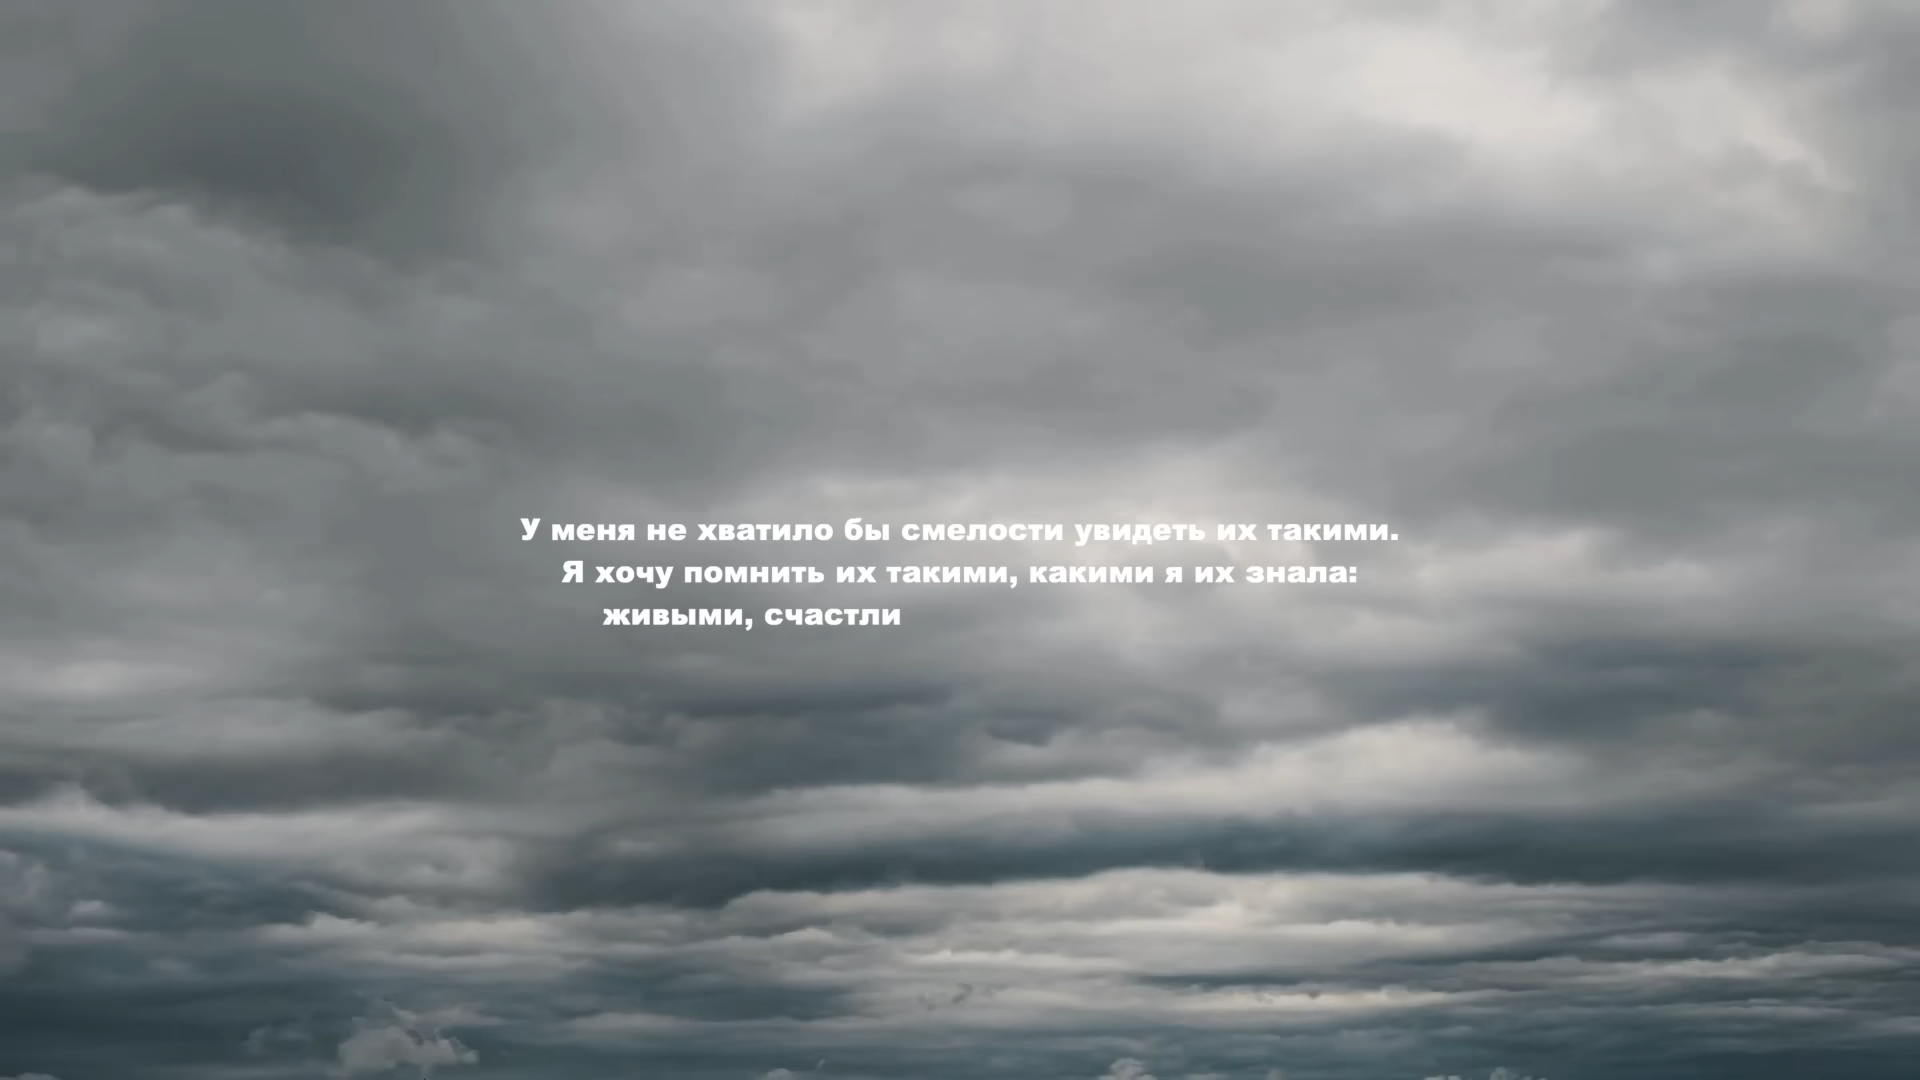 У меня не хватило бы смелости увидеть их такими.
Я хочу помнить их такими, какими я их знала:
живыми, счастли